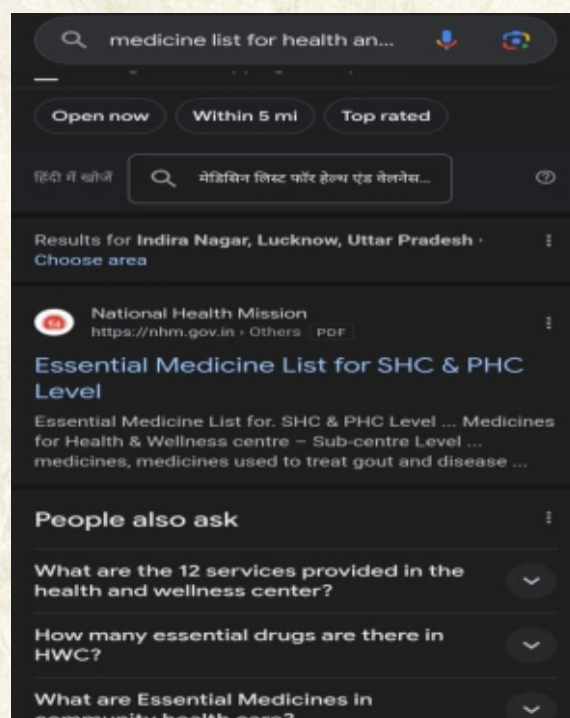 medicine list for health an...
Open now Within 5 mi Top rated
हिंदी में खोजें मेडिसिन लिस्ट फॉर हेल्थ एंड वेलनेस...
Results for Indira Nagar, Lucknow, Uttar Pradesh ·
Choose area
National Health Mission
https://nhm.gov.in › Others PDF
Essential Medicine List for SHC & PHC
Level
Essential Medicine List for. SHC & PHC Level ... Medicines
for Health & Wellness centre – Sub-centre Level ...
medicines, medicines used to treat gout and disease ...
People also ask
What are the 12 services provided in the
health and wellness center?
How many essential drugs are there in
HWC?
What are Essential Medicines in
community health care?